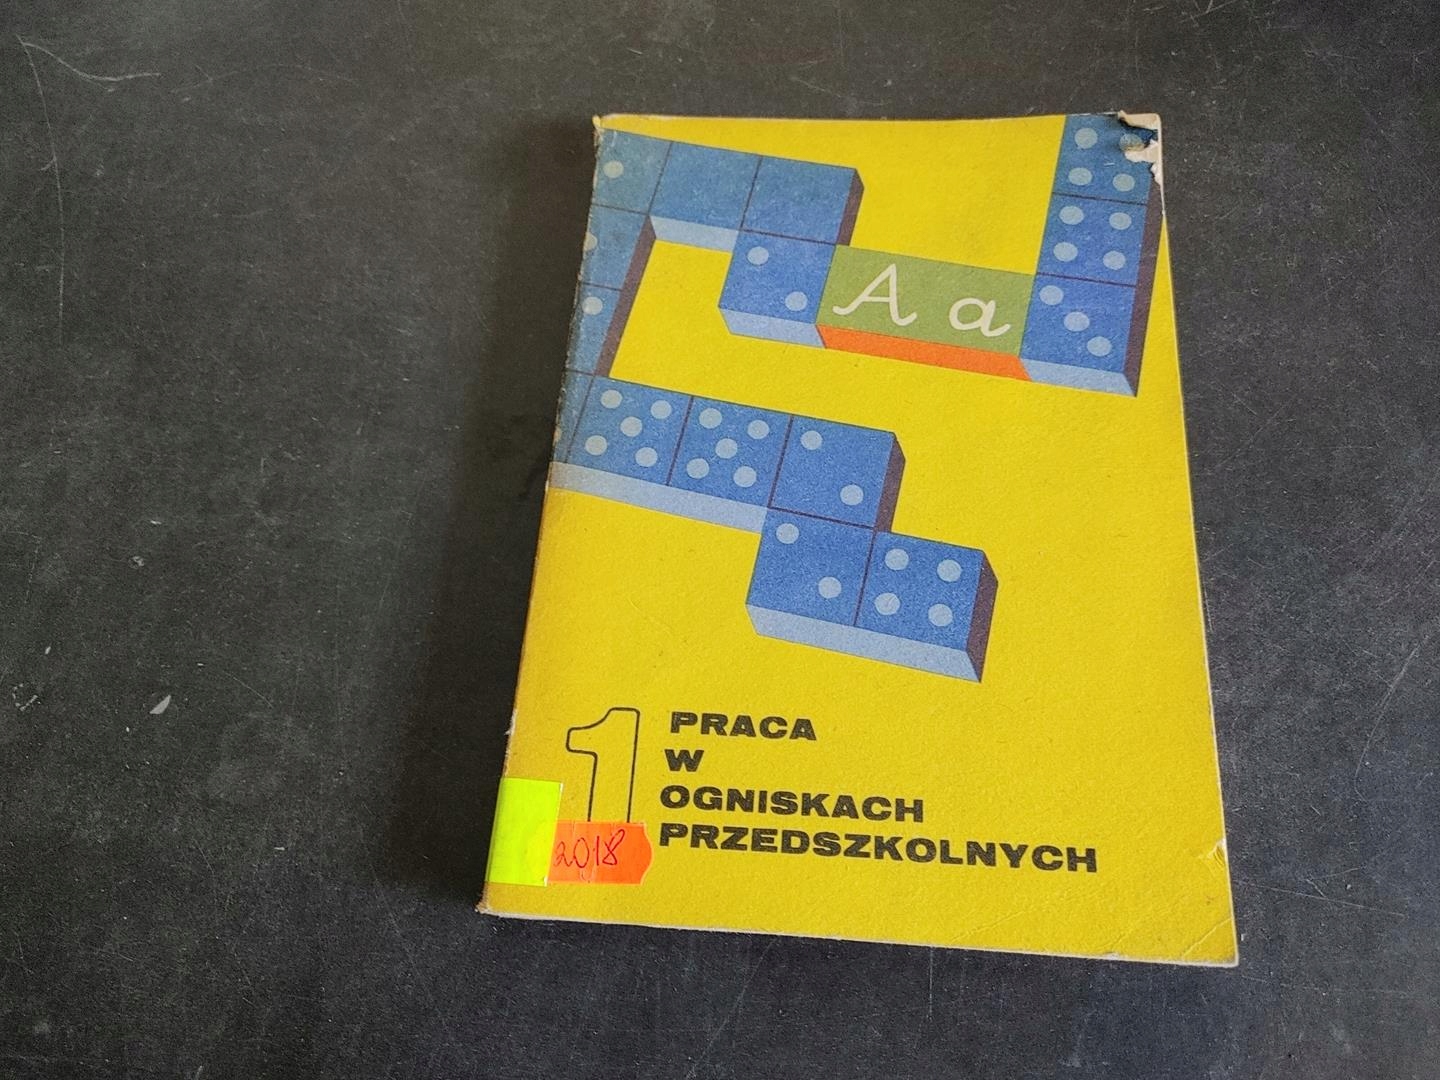 A a
1
PRACA
W
OGNISKACH
PRZEDSZKOLNYCH
2018